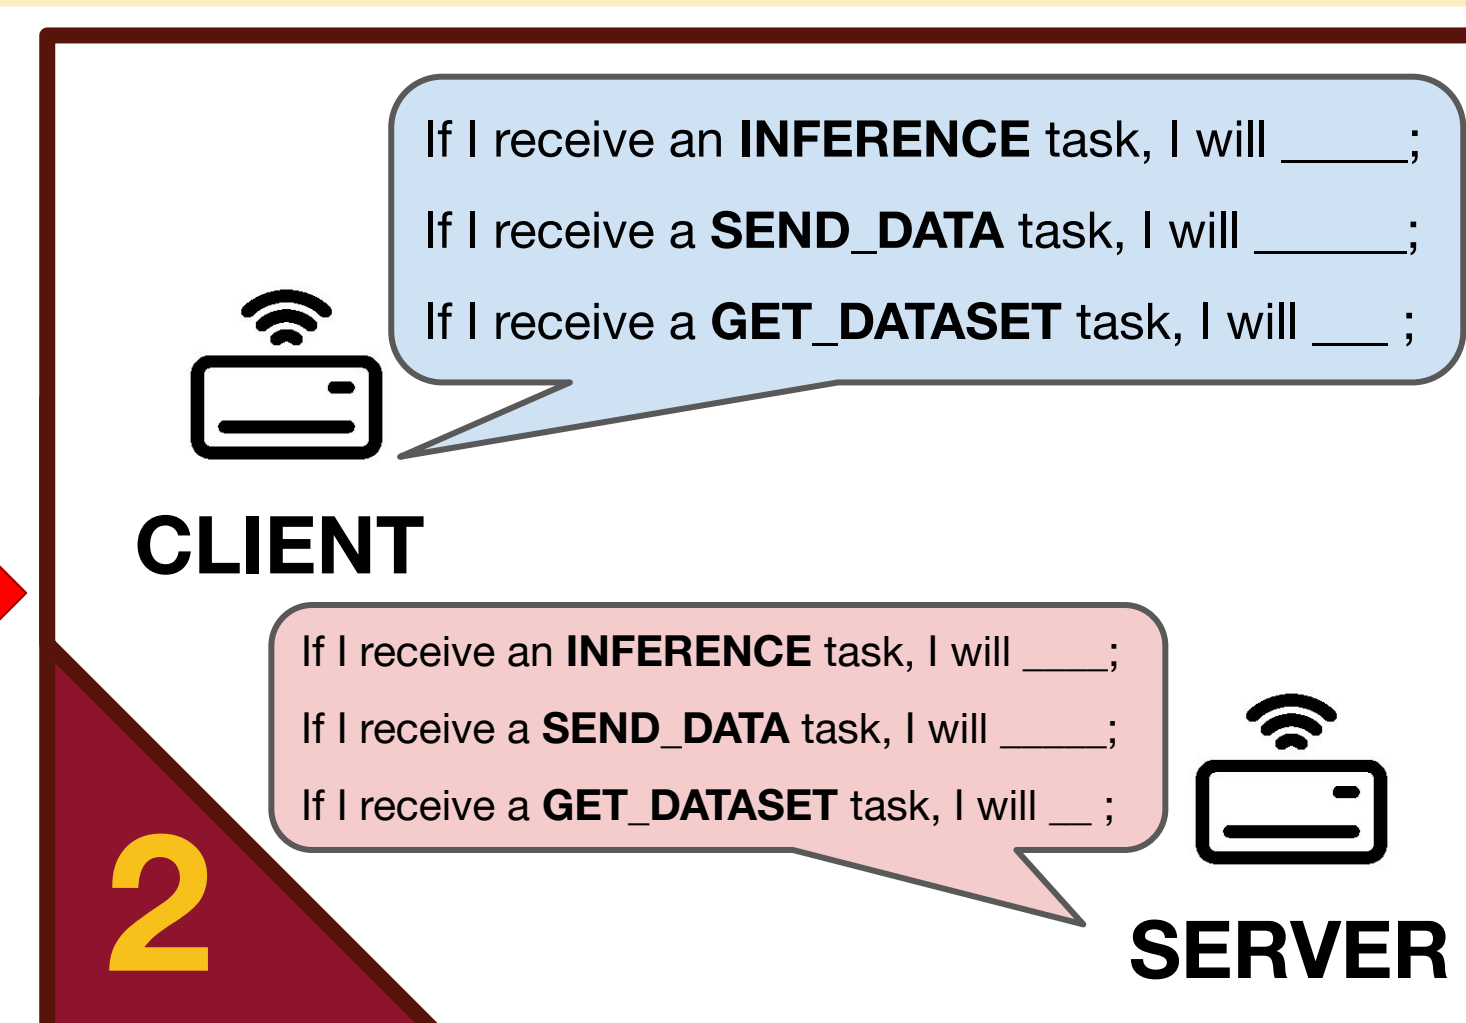 If I receive an INFERENCE task, I will _____;
If I receive a SEND_DATA task, I will ______;
If I receive a GET_DATASET task, I will ___ ;
CLIENT
If I receive an INFERENCE task, I will ____;
If I receive a SEND_DATA task, I will _____;
If I receive a GET_DATASET task, I will __ ;
SERVER
2